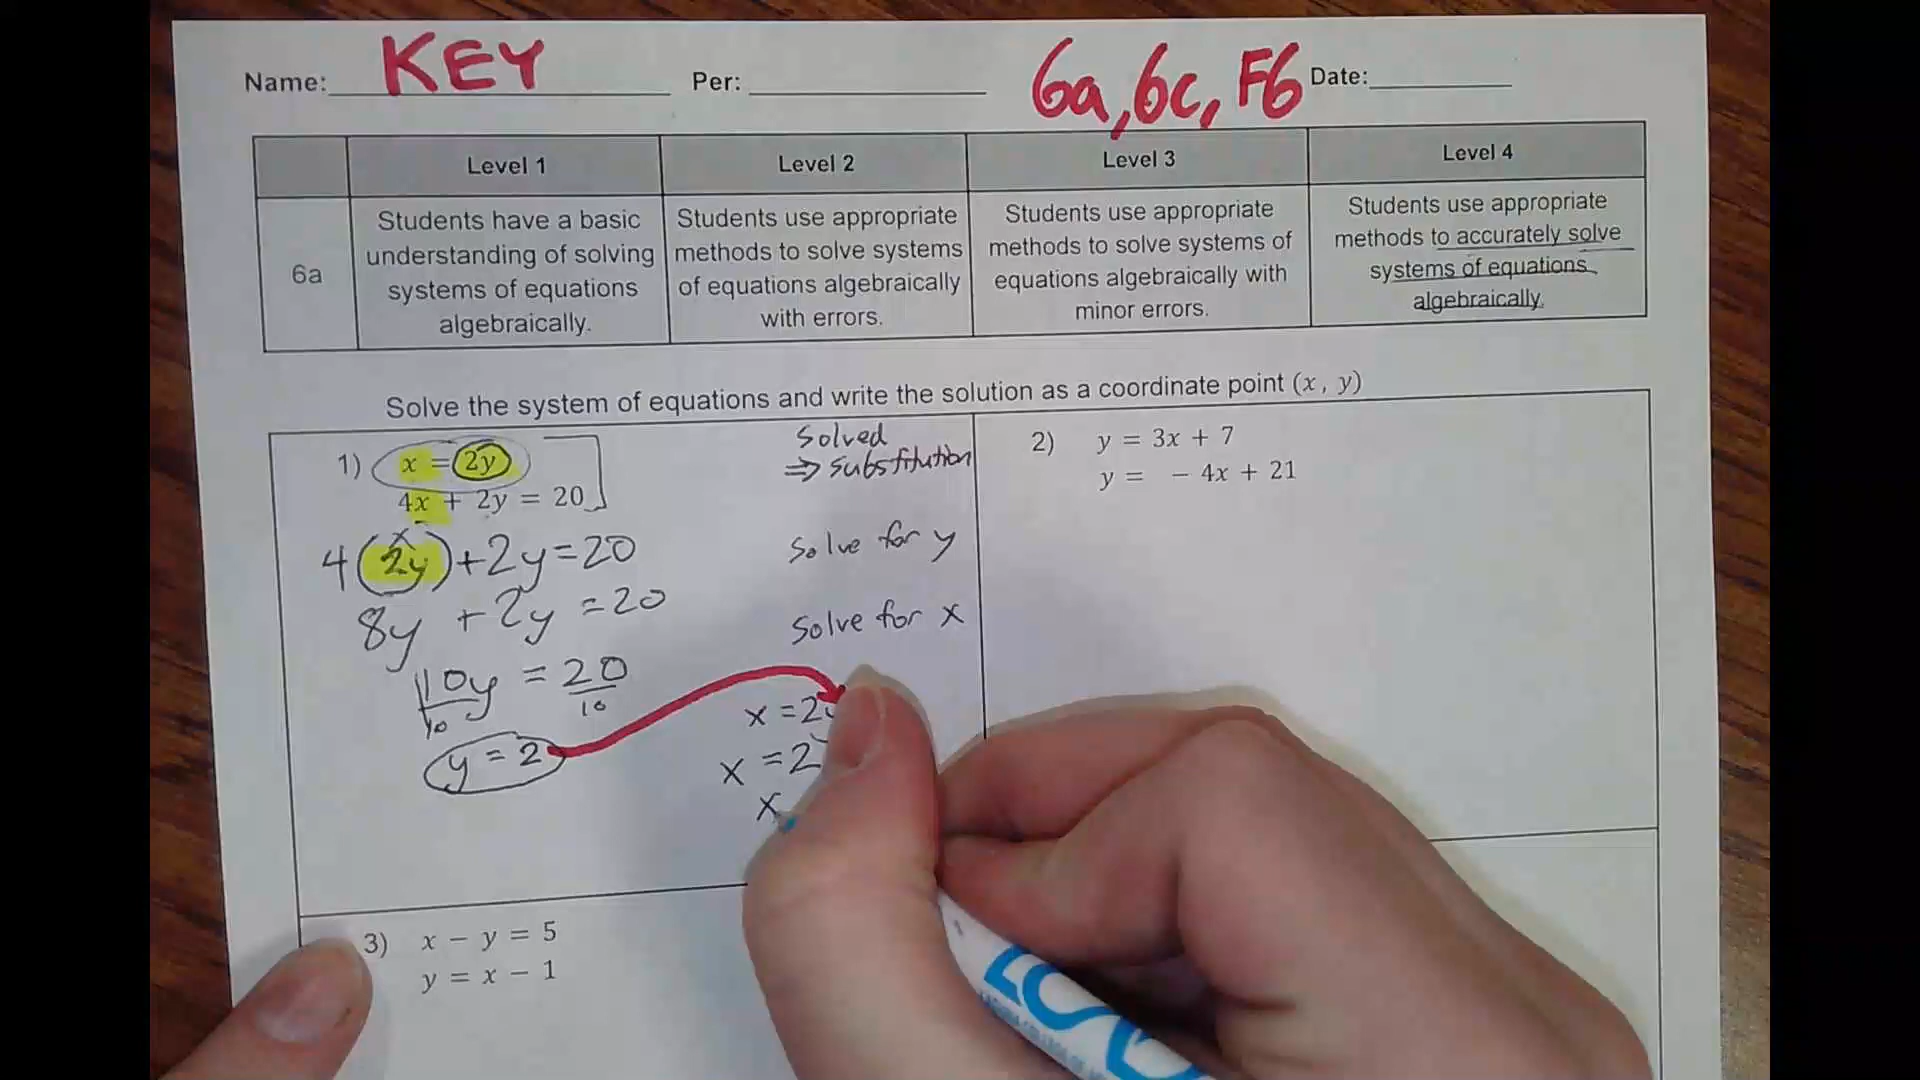 Name: KEY Per: 6a, 6c, F6 Date:
Level 1 Level 2 Level 3 Level 4
6a
Students have a basic
understanding of solving
systems of equations
algebraically.
Students use appropriate
methods to solve systems
of equations algebraically
with errors.
Students use appropriate
methods to solve systems of
equations algebraically with
minor errors.
Students use appropriate
methods to accurately solve
systems of equations
algebraically.
Solve the system of equations and write the solution as a coordinate point (x, y)
1) x = 2y
4x + 2y = 20
4(2y) + 2y = 20
8y + 2y = 20
10y = 20
10 10
y = 2
Solved
⇒ substitution
Solve for y
Solve for x
x = 2
x = 2
x
2) y = 3x + 7
y = - 4x + 21
3) x - y = 5
y = x - 1